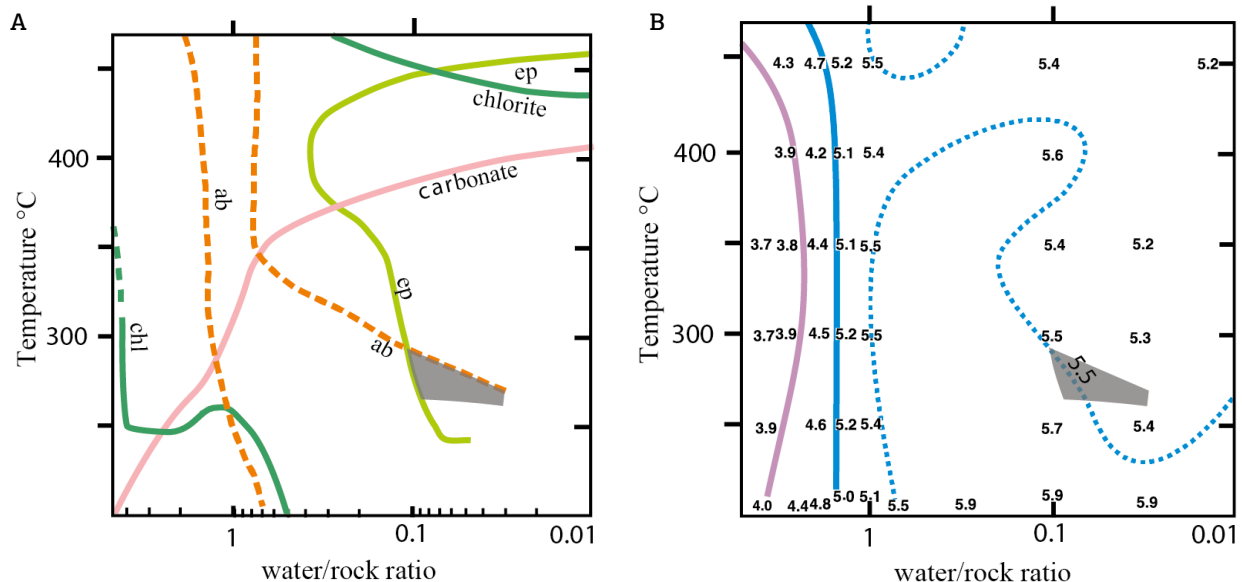 A
B
ep
chlorite
carbonate
ab
ep
ab
chl
400
300
Temperature °C
1
0.1
0.01
water/rock ratio
4.3 4.7 5.2 5.5 5.4 5.2
3.9 4.2 5.1 5.4 5.6
3.7 3.8 4.4 5.1 5.5 5.4 5.2
3.7 3.9 4.5 5.2 5.5 5.5 5.3
5.5
3.9 4.6 5.2 5.4 5.7 5.4
4.0 4.4 4.8 5.0 5.1 5.5 5.9 5.9 5.9
400
300
Temperature °C
1
0.1
0.01
water/rock ratio